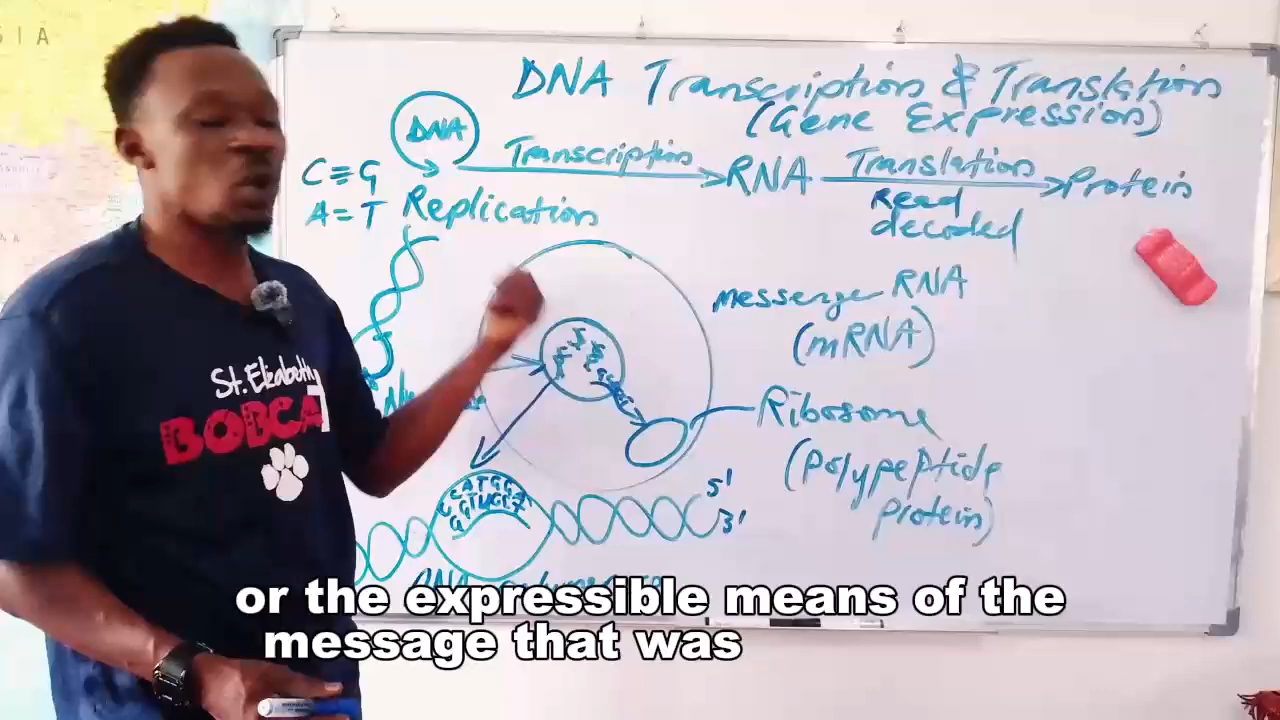 DNA Transcription & Translation
(Gene Expression)
DNA
Transcription
RNA
Translation
Protein
Read
decoded
C≡G
A=T
Replication
messenger RNA
(mRNA)
Ribosome
(Polypeptide
protein)
5'
3'
St. Elizabeth
BOBCAT
or the expressible means of the
message that was